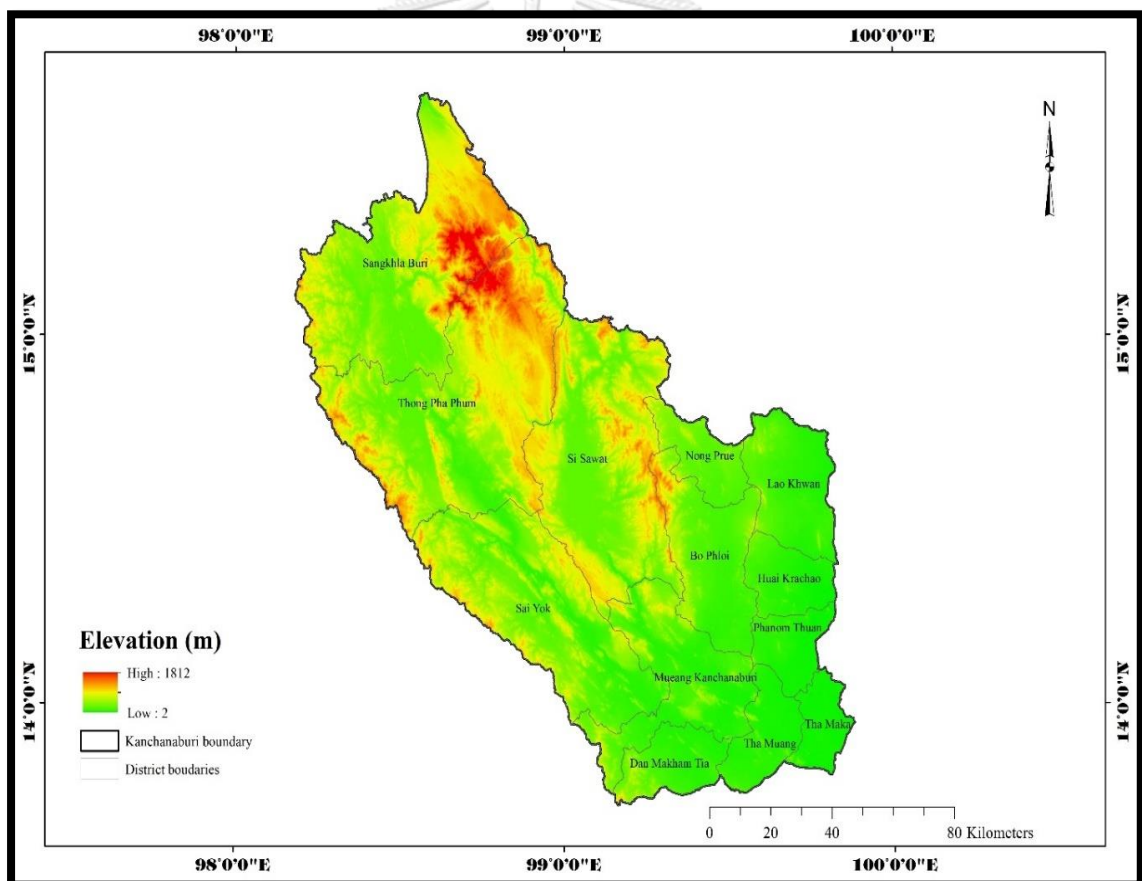 98°0'0"E
99°0'0"E
100°0'0"E
N
Sangkhla Buri
15°0'0"N
15°0'0"N
Thong Pha Phum
Si Sawat
Nong Prue
Lao Khwan
Bo Phloi
Huai Krachao
Sai Yok
Phanom Thuan
Elevation (m)
High : 1812
Mueang Kanchanaburi
Low : 2
14°0'0"N
14°0'0"N
Tha Maka
Kanchanaburi boundary
Tha Muang
Dan Makham Tia
District boudaries
0 20 40 80 Kilometers
98°0'0"E
99°0'0"E
100°0'0"E